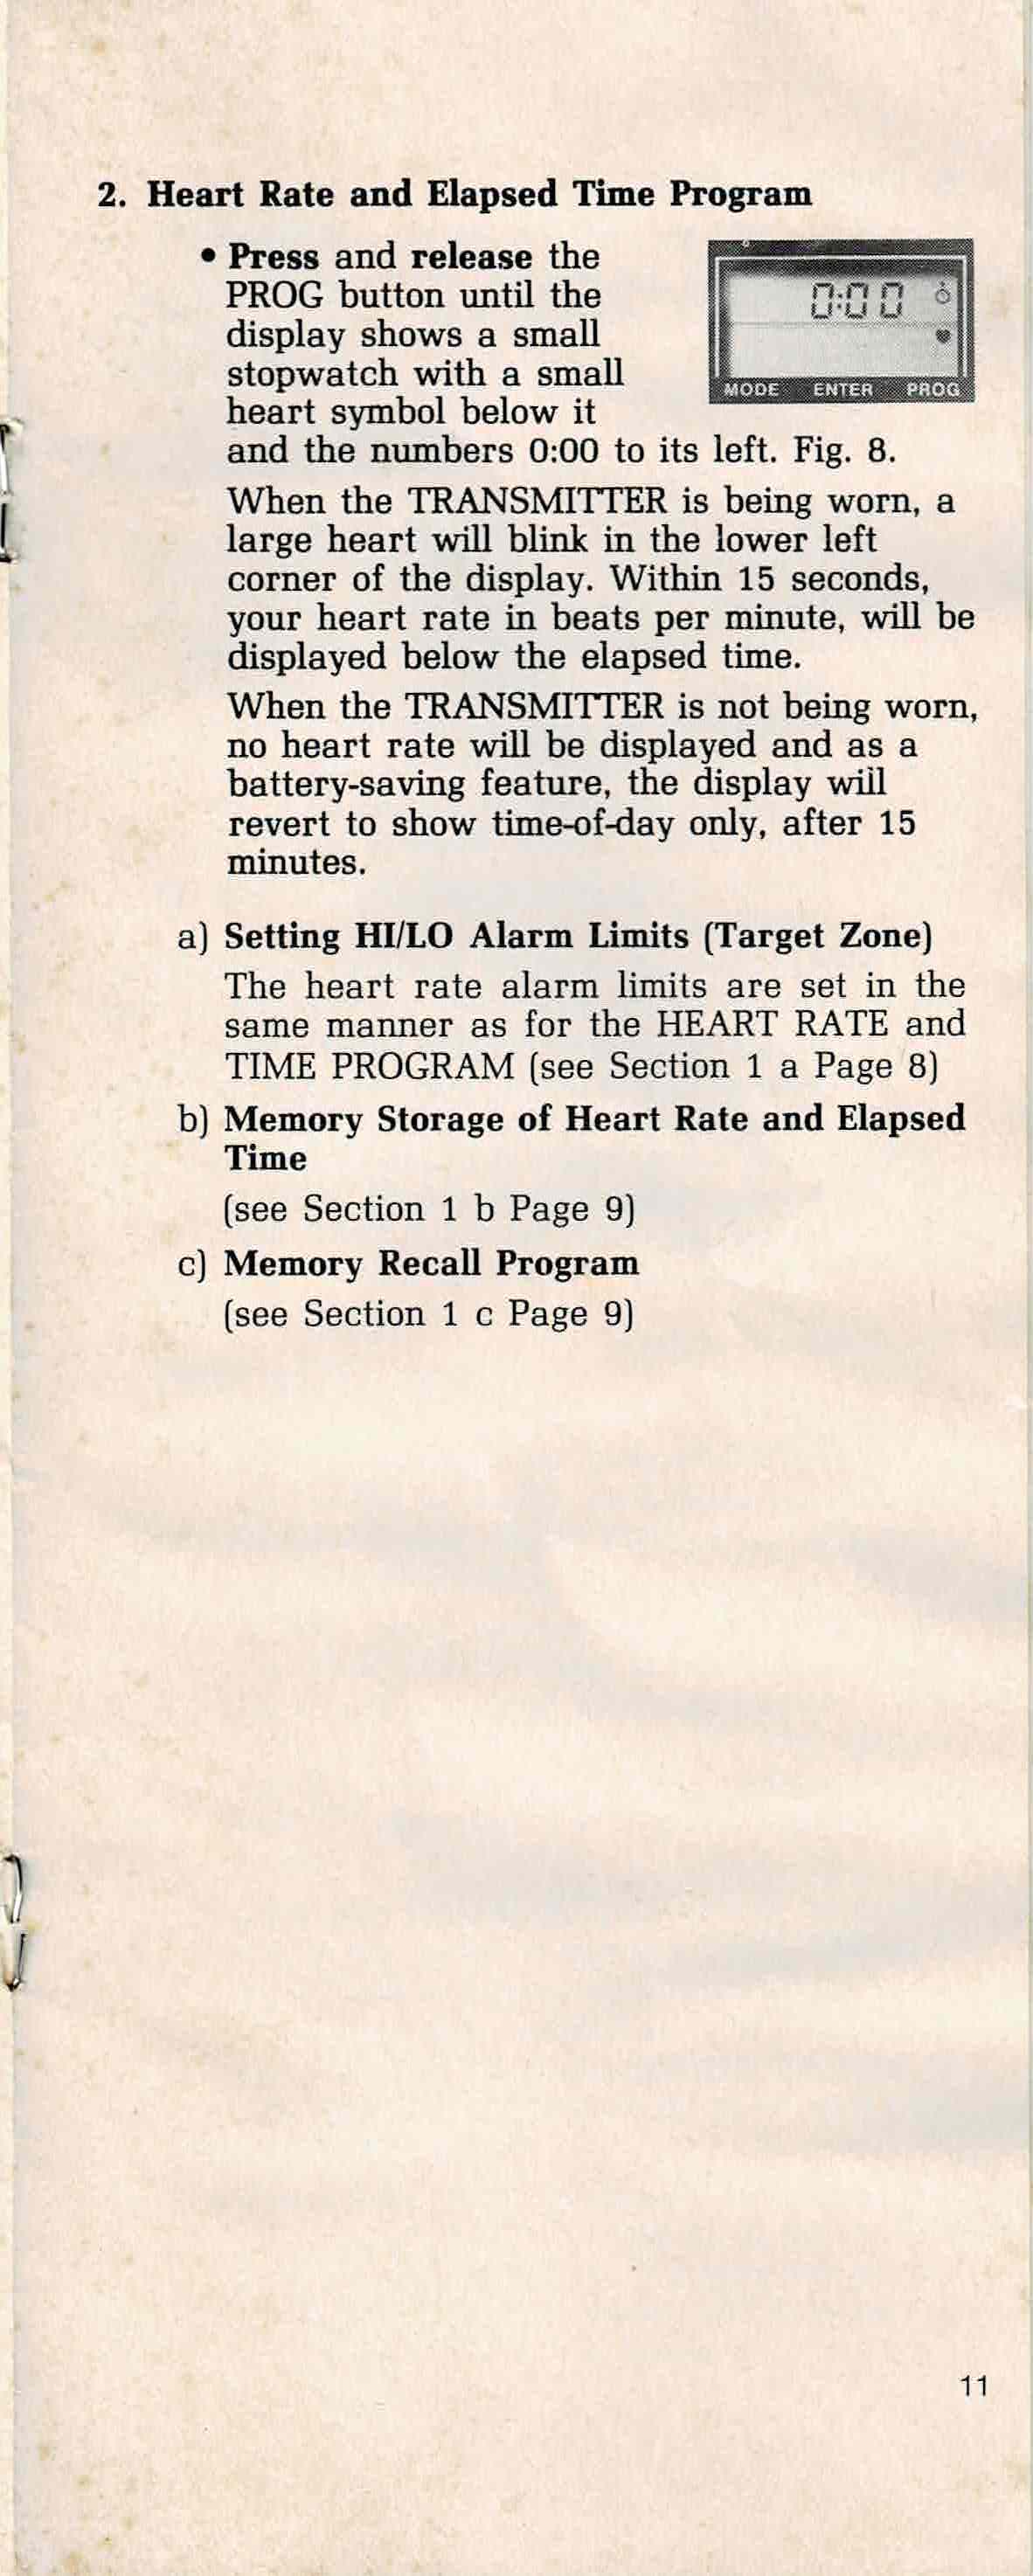 2. Heart Rate and Elapsed Time Program
• Press and release the
PROG button until the
display shows a small
stopwatch with a small
heart symbol below it
and the numbers 0:00 to its left. Fig. 8.
0:00
MODE ENTER PROG
When the TRANSMITTER is being worn, a
large heart will blink in the lower left
corner of the display. Within 15 seconds,
your heart rate in beats per minute, will be
displayed below the elapsed time.
When the TRANSMITTER is not being worn,
no heart rate will be displayed and as a
battery-saving feature, the display will
revert to show time-of-day only, after 15
minutes.
a) Setting HI/LO Alarm Limits (Target Zone)
The heart rate alarm limits are set in the
same manner as for the HEART RATE and
TIME PROGRAM (see Section 1 a Page 8)
b) Memory Storage of Heart Rate and Elapsed
Time
(see Section 1 b Page 9)
c) Memory Recall Program
(see Section 1 c Page 9)
11